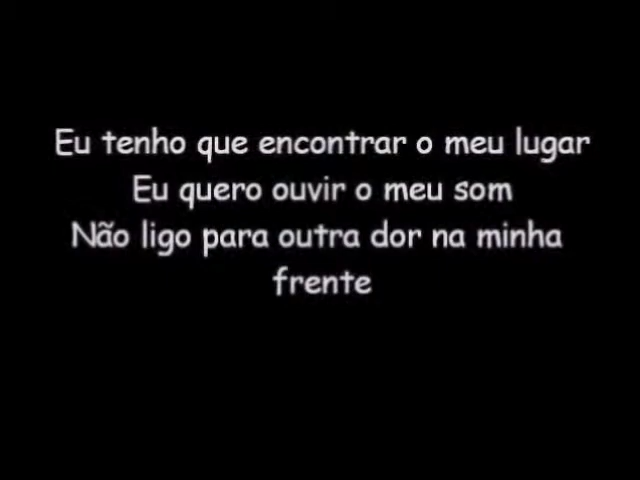 Eu tenho que encontrar o meu lugar
Eu quero ouvir o meu som
Não ligo para outra dor na minha
frente